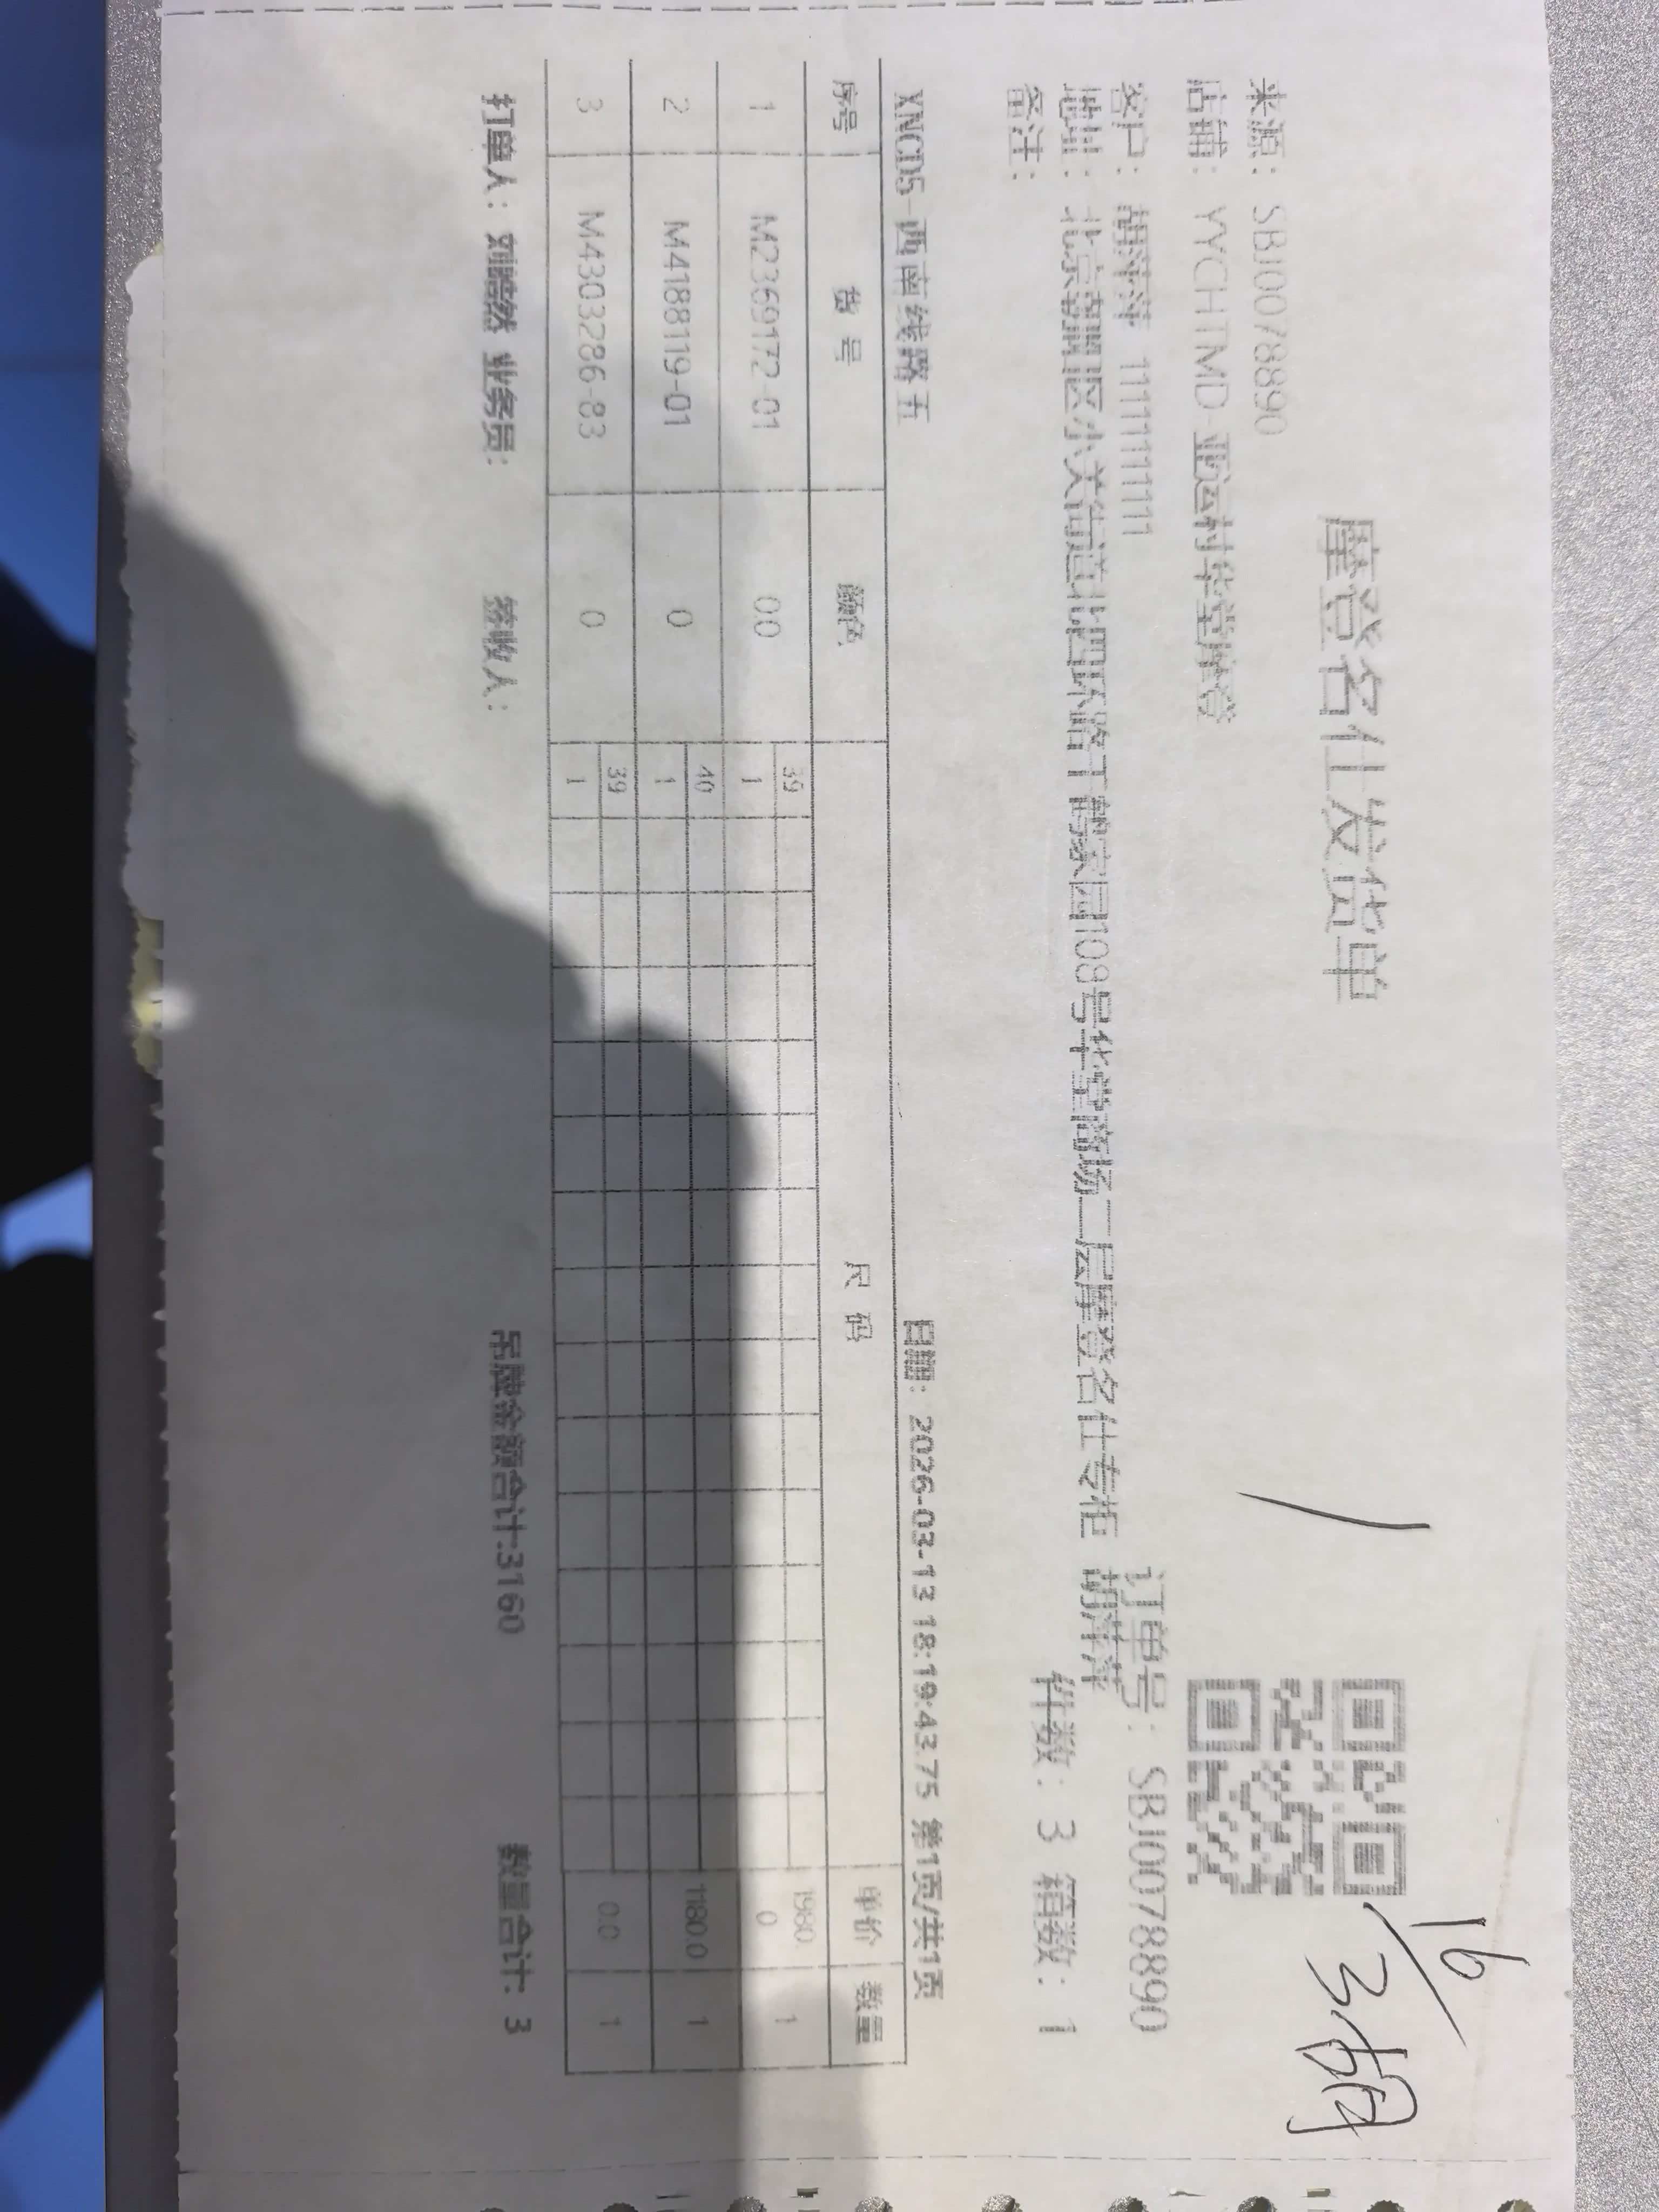 摩登名仕发货单
16/3 胡
来源：SBJ0078890
店铺：YYCHTMD-亚运村华堂摩登
客户：胡萍萍 11111111111
订单号：SBJ0078890
地址：北京朝阳区小关街道北四环路干鹤家园108号华堂商场二层摩登名仕专柜 胡萍萍
备注：
件数：3 箱数：1
XNCD5-西南线路五 日期：2026-03-13 18:19:43.75 第1页/共1页
序号 货号 颜色 尺码 单价 数量
1 M2369172-01 00 39 1 1980.0 1
2 M4188119-01 0 40 1 1180.0 1
3 M4303286-83 0 39 1 0.0 1
打单人：刘皓然 业务员： 签收人： 吊牌金额合计:3160 数量合计：3